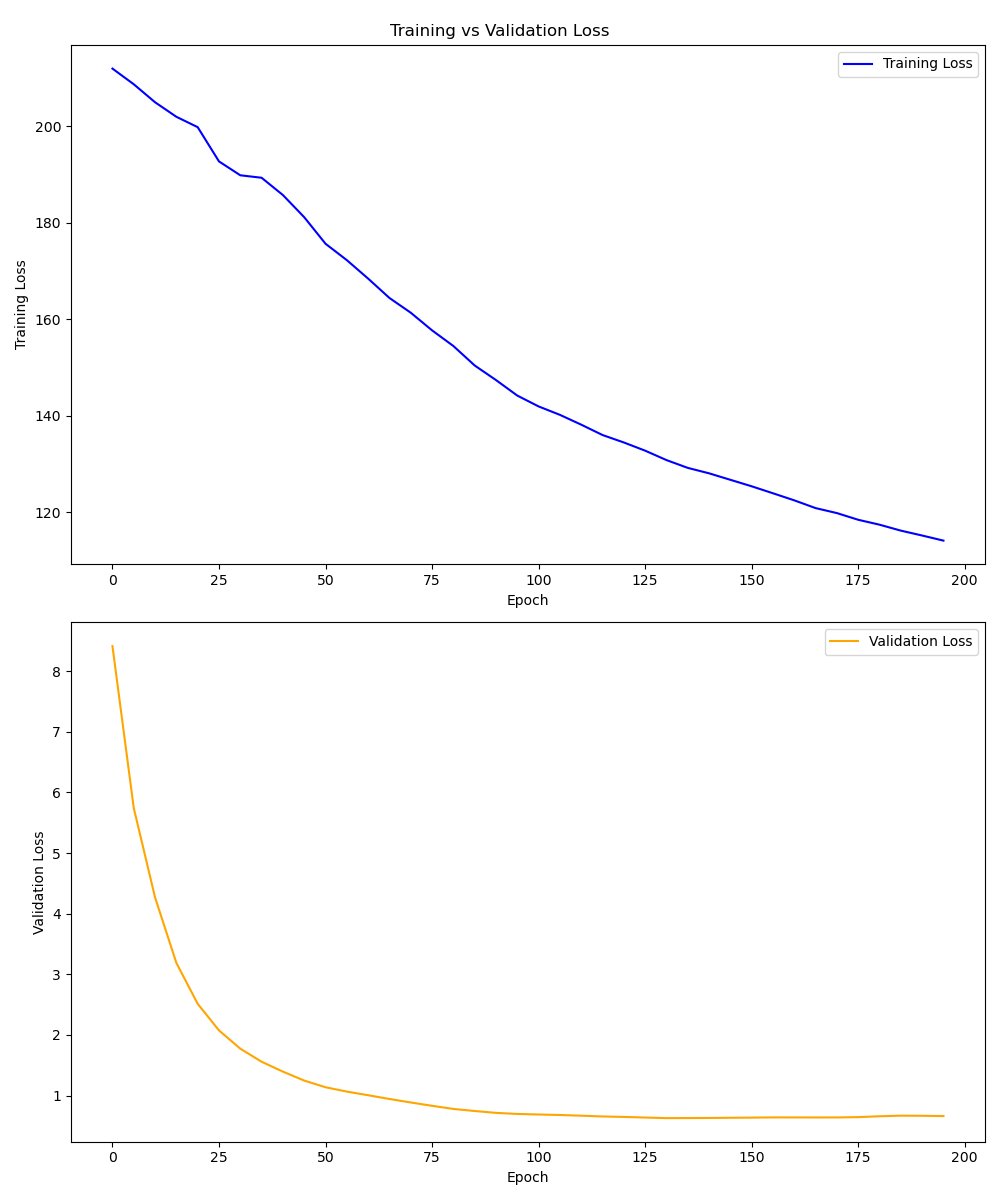 Training vs Validation Loss
Training Loss
200
180
160
140
120
Training Loss
0 25 50 75 100 125 150 175 200
Epoch
Validation Loss
8
7
6
5
4
3
2
1
Validation Loss
0 25 50 75 100 125 150 175 200
Epoch